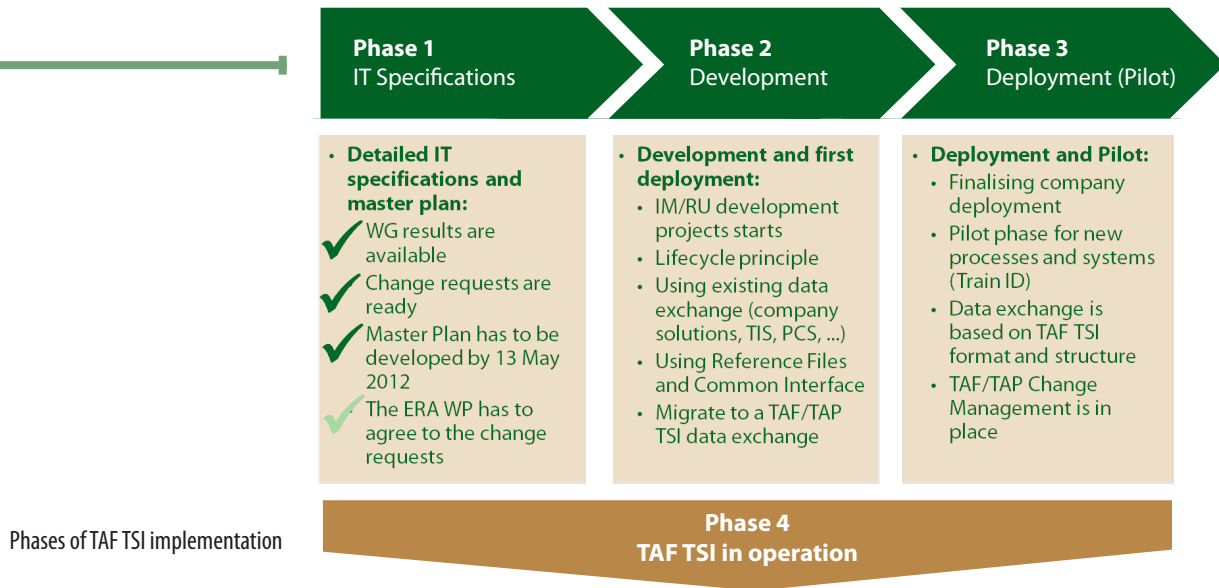 Phase 1
IT Specifications
Phase 2
Development
Phase 3
Deployment (Pilot)
• Detailed IT
specifications and
master plan:
WG results are
available
Change requests are
ready
Master Plan has to be
developed by 13 May
2012
The ERA WP has to
agree to the change
requests
• Development and first
deployment:
• IM/RU development
projects starts
• Lifecycle principle
• Using existing data
exchange (company
solutions, TIS, PCS, ...)
• Using Reference Files
and Common Interface
• Migrate to a TAF/TAP
TSI data exchange
• Deployment and Pilot:
• Finalising company
deployment
• Pilot phase for new
processes and systems
(Train ID)
• Data exchange is
based on TAF TSI
format and structure
• TAF/TAP Change
Management is in
place
Phase 4
TAF TSI in operation
Phases of TAF TSI implementation